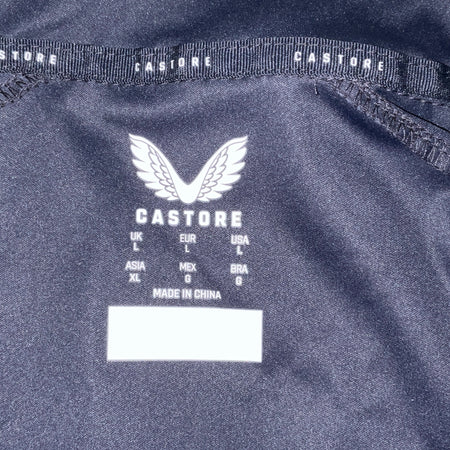 CASTORE CASTORE CASTORE
CASTORE
UK EUR USA
L L L
ASIA MEX BRA
XL G G
MADE IN CHINA